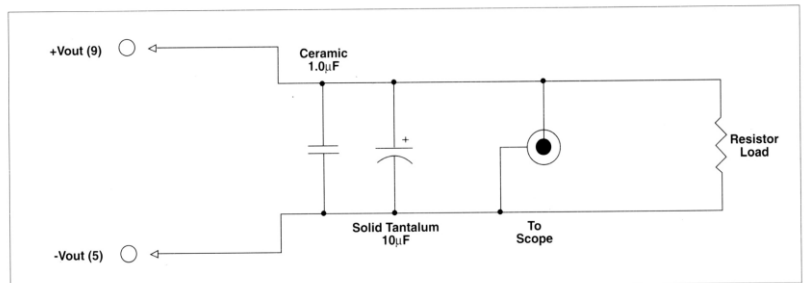 +Vout (9)
Ceramic
1.0µF
+
Resistor
Load
Solid Tantalum
10µF
To
Scope
-Vout (5)